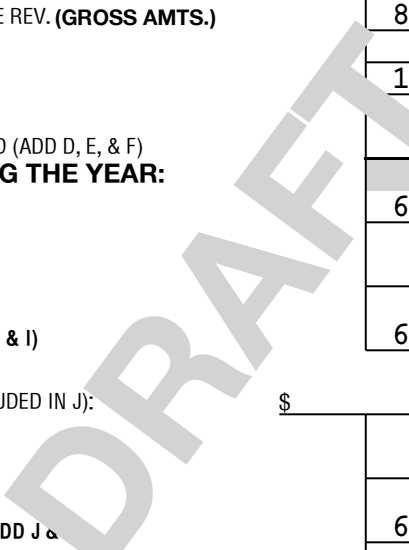 E REV. (GROSS AMTS.) 8
1
D (ADD D, E, & F)
G THE YEAR:
6
& I) 6
UDED IN J): $
DD J & 6
DRAFT